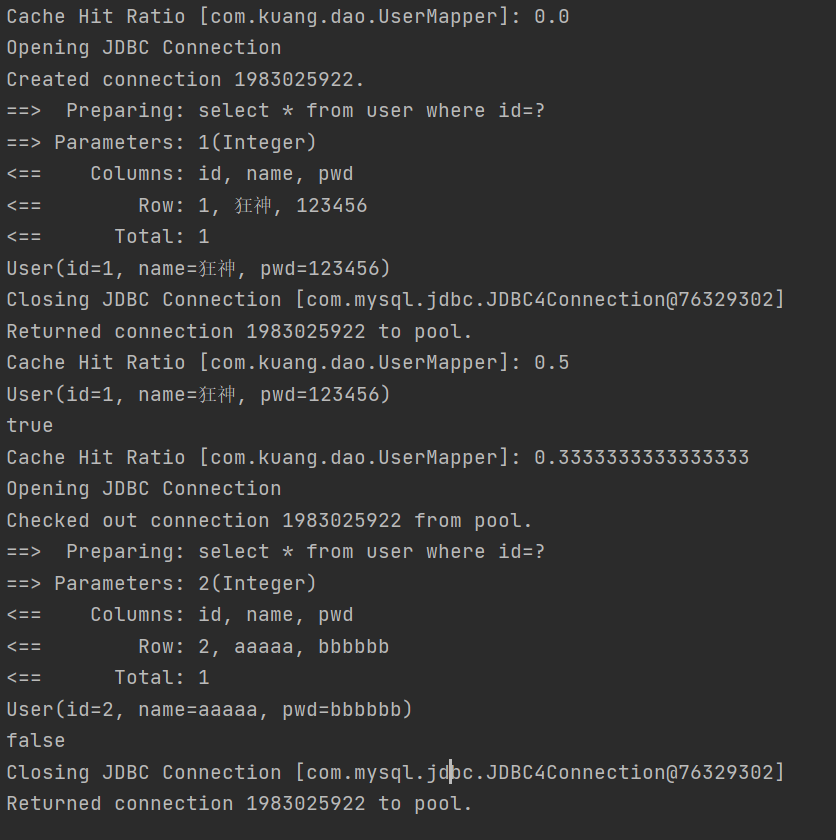 Cache Hit Ratio [com.kuang.dao.UserMapper]: 0.0
Opening JDBC Connection
Created connection 1983025922.
==>  Preparing: select * from user where id=?
==> Parameters: 1(Integer)
<==    Columns: id, name, pwd
<==        Row: 1, 狂神, 123456
<==      Total: 1
User(id=1, name=狂神, pwd=123456)
Closing JDBC Connection [com.mysql.jdbc.JDBC4Connection@76329302]
Returned connection 1983025922 to pool.
Cache Hit Ratio [com.kuang.dao.UserMapper]: 0.5
User(id=1, name=狂神, pwd=123456)
true
Cache Hit Ratio [com.kuang.dao.UserMapper]: 0.3333333333333333
Opening JDBC Connection
Checked out connection 1983025922 from pool.
==>  Preparing: select * from user where id=?
==> Parameters: 2(Integer)
<==    Columns: id, name, pwd
<==        Row: 2, aaaaa, bbbbbb
<==      Total: 1
User(id=2, name=aaaaa, pwd=bbbbbb)
false
Closing JDBC Connection [com.mysql.jdbc.JDBC4Connection@76329302]
Returned connection 1983025922 to pool.